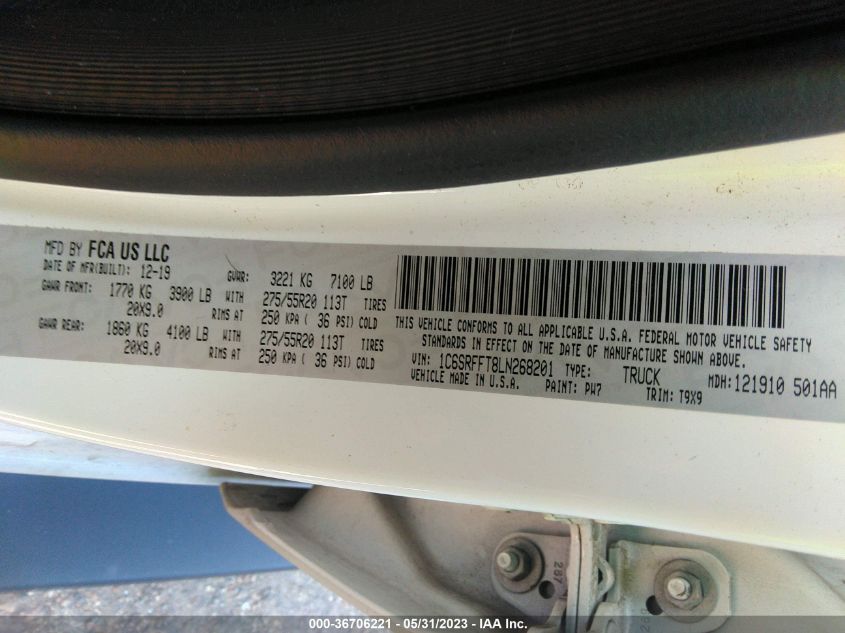 MFD BY FCA US LLC
DATE OF MFR(BUILT): 12-19 GVWR: 3221 KG 7100 LB
GAWR FRONT: 1770 KG 3900 LB WITH 275/55R20 113T TIRES
20X9.0 RIMS AT 250 KPA ( 36 PSI) COLD
GAWR REAR: 1860 KG 4100 LB WITH 275/55R20 113T TIRES
20X9.0 RIMS AT 250 KPA ( 36 PSI) COLD
THIS VEHICLE CONFORMS TO ALL APPLICABLE U.S.A. FEDERAL MOTOR VEHICLE SAFETY
STANDARDS IN EFFECT ON THE DATE OF MANUFACTURE SHOWN ABOVE.
VIN: 1C6SRFFT8LN268201 TYPE: TRUCK MDH: 121910 501AA
VEHICLE MADE IN U.S.A. PAINT: PW7 TRIM: T9X9
287
000-36706221 - 05/31/2023 - IAA Inc.